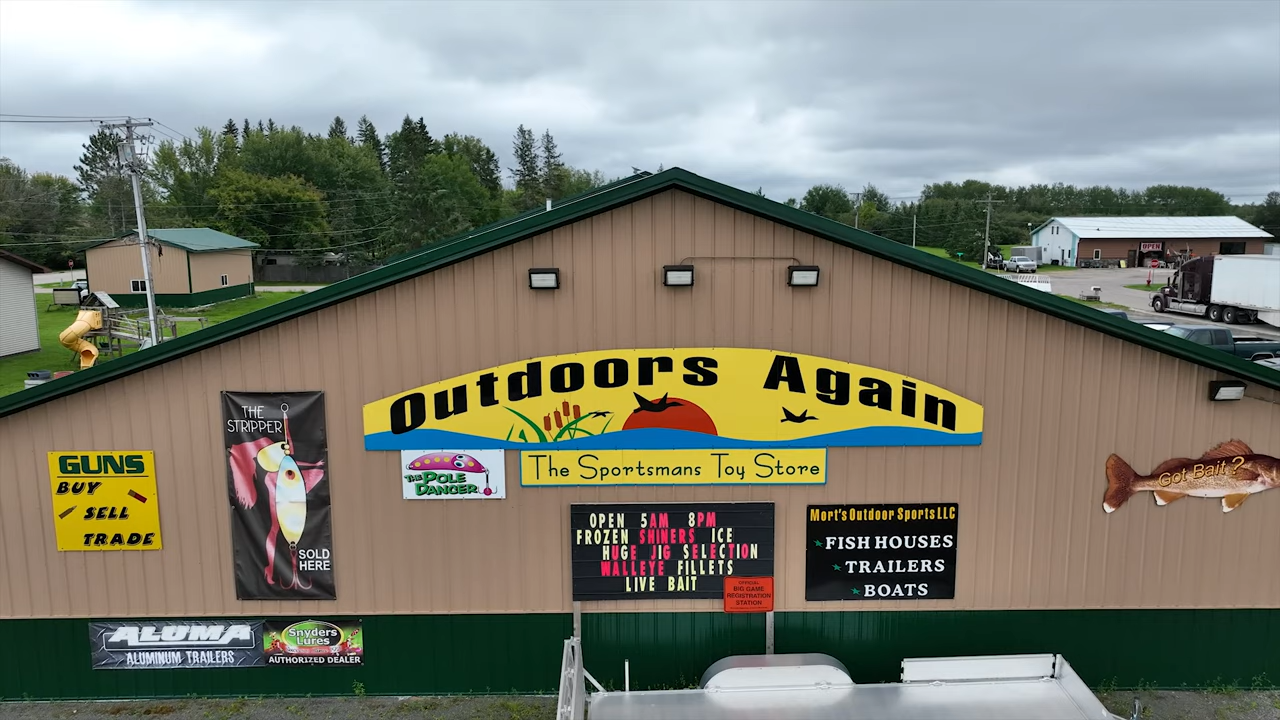 OPEN
Outdoors Again
The Sportsmans Toy Store
THE
STRIPPER
SOLD
HERE
GUNS
BUY
SELL
TRADE
THE POLE
DANCER
Got Bait?
OPEN 5AM 8PM
FROZEN SHINERS ICE
HUGE JIG SELECTION
WALLEYE FILLETS
LIVE BAIT
OFFICIAL
BIG GAME
REGISTRATION
STATION
Mort's Outdoor Sports LLC
FISH HOUSES
TRAILERS
BOATS
ALUMA
ALUMINUM TRAILERS
Snyders
Lures
AUTHORIZED DEALER